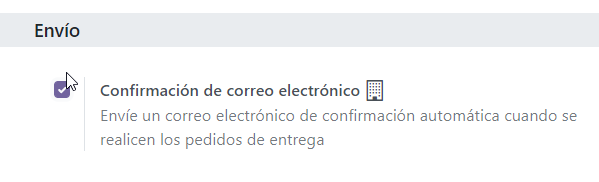 Envío
Confirmación de correo electrónico
Envíe un correo electrónico de confirmación automática cuando se
realicen los pedidos de entrega